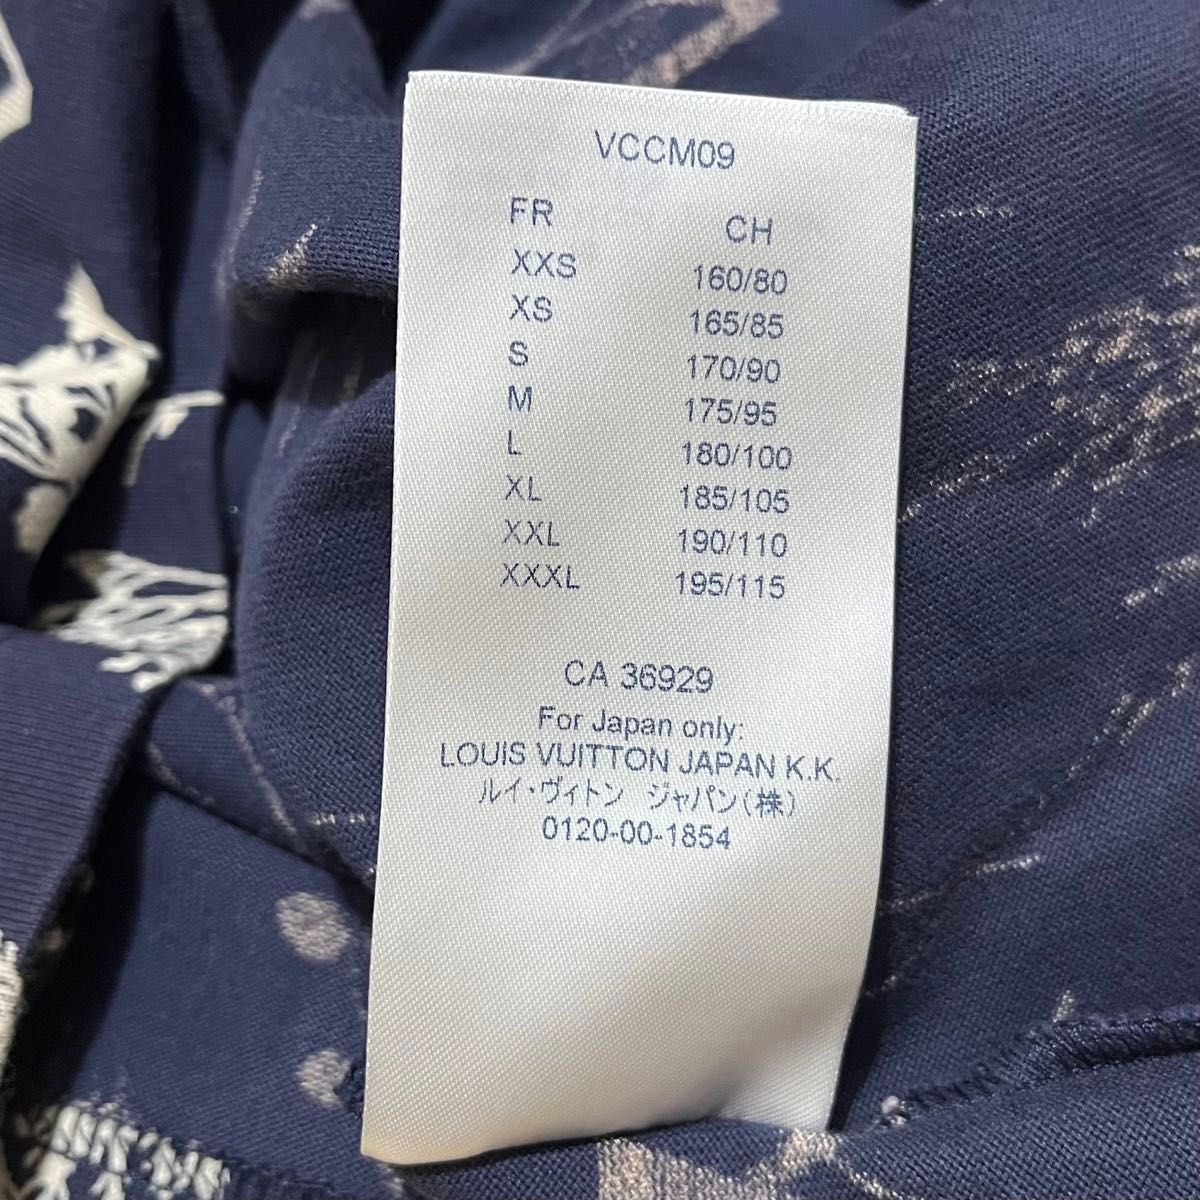 VCCM09
FR CH
XXS 160/80
XS 165/85
S 170/90
M 175/95
L 180/100
XL 185/105
XXL 190/110
XXXL 195/115
CA 36929
For Japan only:
LOUIS VUITTON JAPAN K.K.
ルイ・ヴィトン ジャパン(株)
0120-00-1854